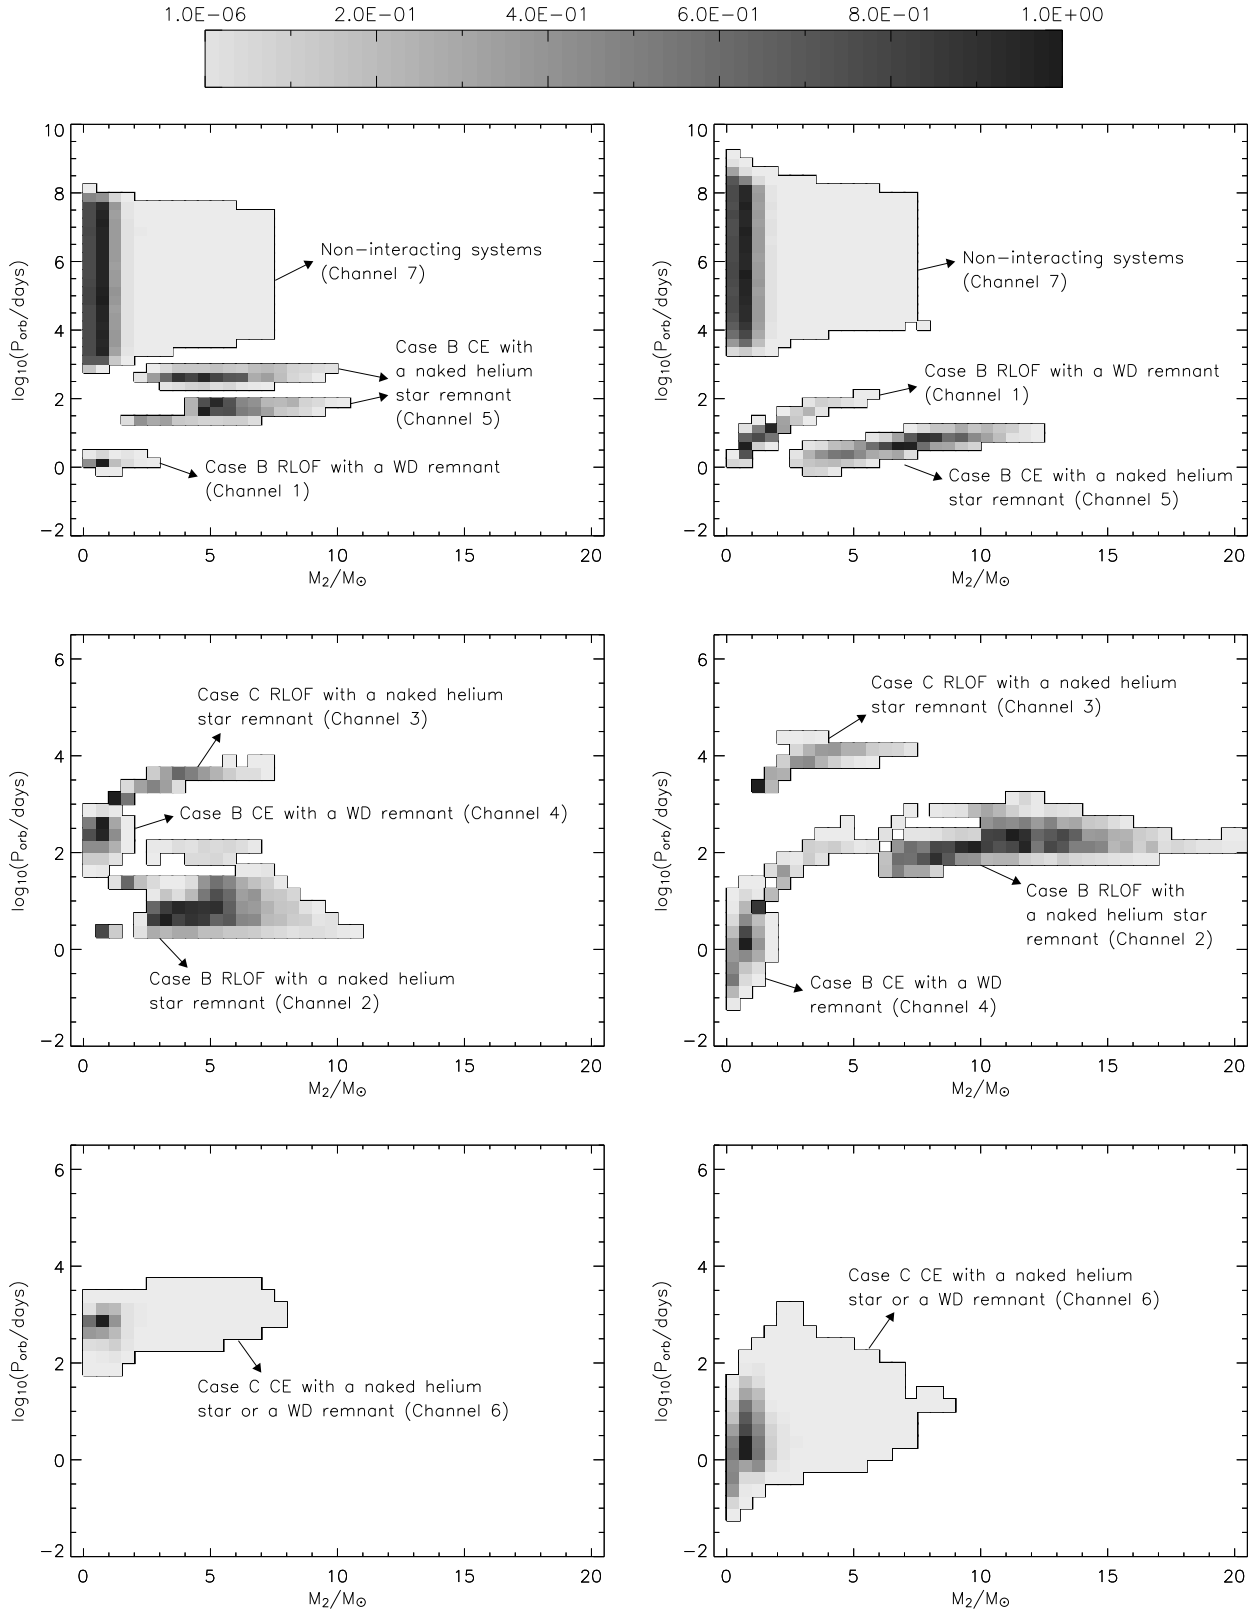 1.0E-06 2.0E-01 4.0E-01 6.0E-01 8.0E-01 1.0E+00
10
8
6
4
2
0
-2
log10(Porb/days)
Non-interacting systems
(Channel 7)
Case B CE with
a naked helium
star remnant
(Channel 5)
Case B RLOF with a WD remnant
(Channel 1)
0 5 10 15 20
M2/M⊙
10
8
6
4
2
0
-2
log10(Porb/days)
Non-interacting systems
(Channel 7)
Case B RLOF with a WD remnant
(Channel 1)
Case B CE with a naked helium
star remnant (Channel 5)
0 5 10 15 20
M2/M⊙
6
4
2
0
-2
log10(Porb/days)
Case C RLOF with a naked helium
star remnant (Channel 3)
Case B CE with a WD remnant (Channel 4)
Case B RLOF with a naked helium
star remnant (Channel 2)
0 5 10 15 20
M2/M⊙
6
4
2
0
-2
log10(Porb/days)
Case C RLOF with a naked helium
star remnant (Channel 3)
Case B RLOF with
a naked helium star
remnant (Channel 2)
Case B CE with a WD
remnant (Channel 4)
0 5 10 15 20
M2/M⊙
6
4
2
0
-2
log10(Porb/days)
Case C CE with a naked helium
star or a WD remnant (Channel 6)
0 5 10 15 20
M2/M⊙
6
4
2
0
-2
log10(Porb/days)
Case C CE with a naked helium
star or a WD remnant (Channel 6)
0 5 10 15 20
M2/M⊙